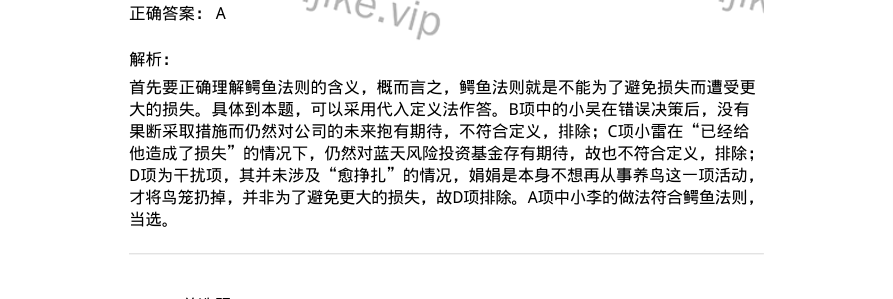 jike.vip
正确答案： A
解析：
首先要正确理解鳄鱼法则的含义，概而言之，鳄鱼法则就是不能为了避免损失而遭受更
大的损失。具体到本题，可以采用代入定义法作答。B项中的小吴在错误决策后，没有
果断采取措施而仍然对公司的未来抱有期待，不符合定义，排除；C项小雷在“已经给
他造成了损失”的情况下，仍然对蓝天风险投资基金存有期待，故也不符合定义，排除；
D项为干扰项，其并未涉及“愈挣扎”的情况，娟娟是本身不想再从事养鸟这一项活动，
才将鸟笼扔掉，并非为了避免更大的损失，故D项排除。A项中小李的做法符合鳄鱼法则，
当选。